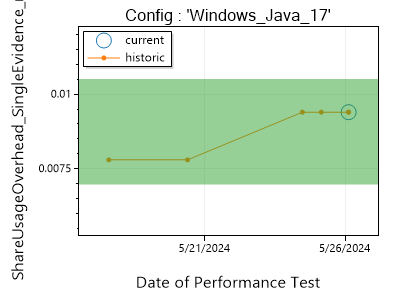 Config : 'Windows_Java_17'
current
historic
0.01
0.0075
ShareUsageOverhead_SingleEvidence_
5/21/2024
5/26/2024
Date of Performance Test